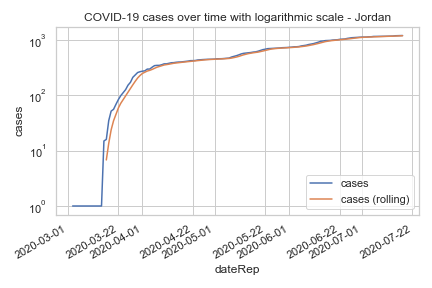 COVID-19 cases over time with logarithmic scale - Jordan
10³
10²
10¹
10⁰
cases
cases
cases (rolling)
2020-03-01
2020-03-22
2020-04-01
2020-04-22
2020-05-01
2020-05-22
2020-06-01
2020-06-22
2020-07-01
2020-07-22
dateRep